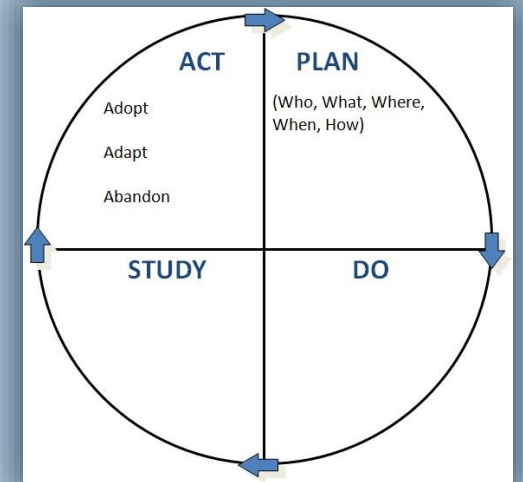 ACT
Adopt
Adapt
Abandon
PLAN
(Who, What, Where,
When, How)
STUDY
DO